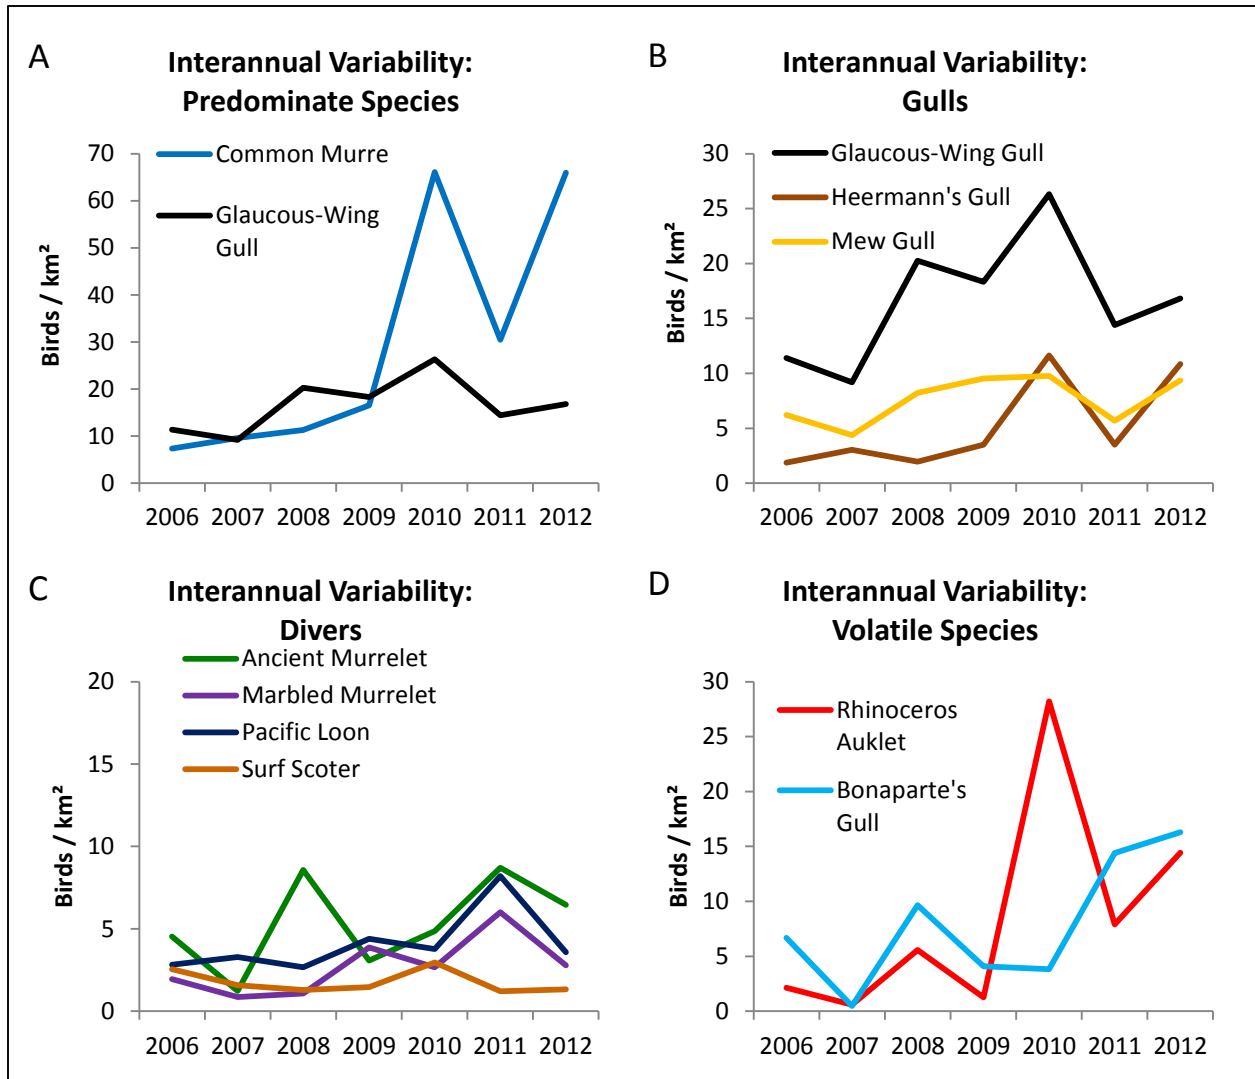 A
Interannual Variability:
Predominate Species
Common Murre
Glaucous-Wing
Gull
Birds / km²
70
60
50
40
30
20
10
0
2006 2007 2008 2009 2010 2011 2012
B
Interannual Variability:
Gulls
Glaucous-Wing Gull
Heermann's Gull
Mew Gull
Birds / km²
30
25
20
15
10
5
0
2006 2007 2008 2009 2010 2011 2012
C
Interannual Variability:
Divers
Ancient Murrelet
Marbled Murrelet
Pacific Loon
Surf Scoter
Birds / km²
20
15
10
5
0
2006 2007 2008 2009 2010 2011 2012
D
Interannual Variability:
Volatile Species
Rhinoceros
Auklet
Bonaparte's
Gull
Birds / km²
30
25
20
15
10
5
0
2006 2007 2008 2009 2010 2011 2012